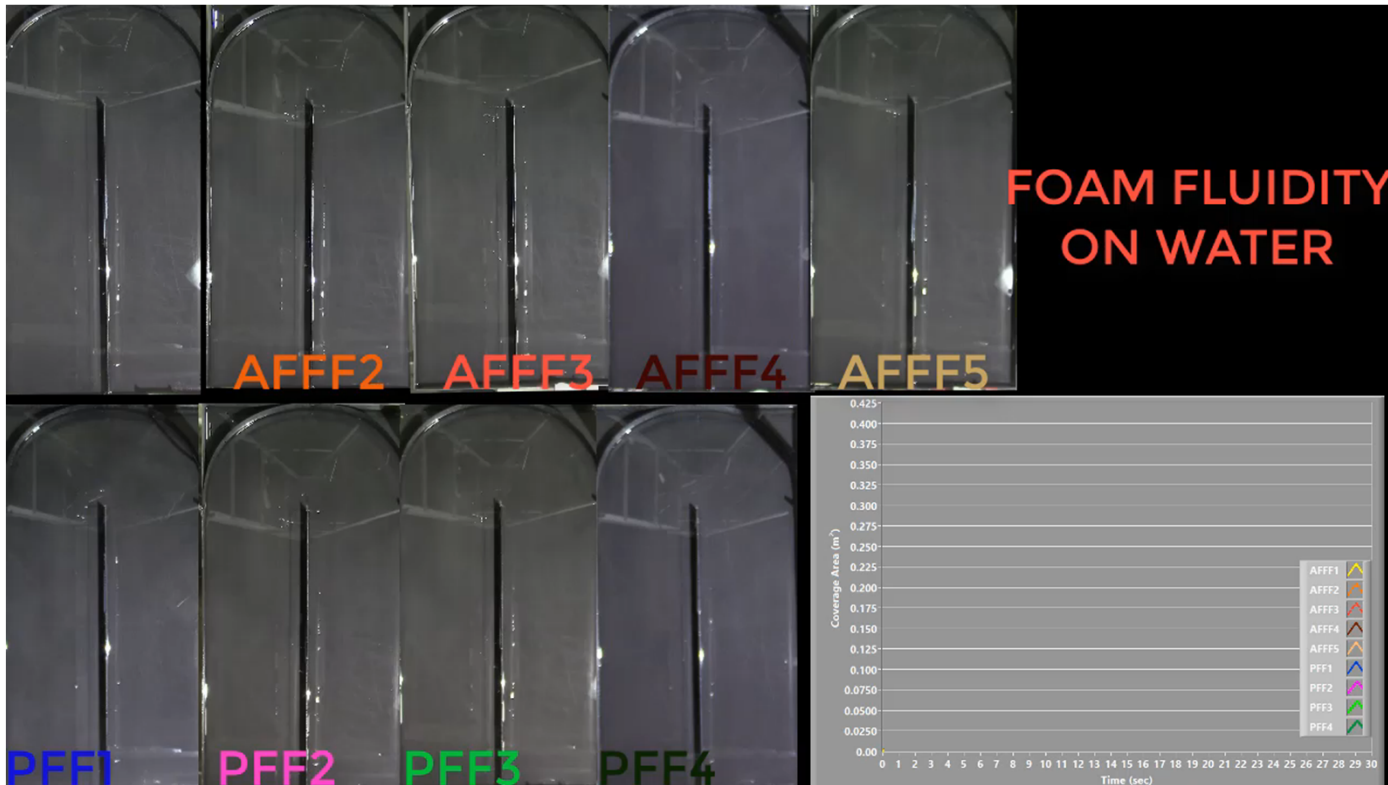 FOAM FLUIDITY
ON WATER
AFFF2
AFFF3
AFFF4
AFFF5
PFF1
PFF2
PFF3
PFF4
Coverage Area (m²)
0.425
0.400
0.375
0.350
0.325
0.300
0.275
0.250
0.225
0.200
0.175
0.150
0.125
0.100
0.0750
0.0500
0.0250
0.00
AFFF1
AFFF2
AFFF3
AFFF4
AFFF5
PFF1
PFF2
PFF3
PFF4
0 1 2 3 4 5 6 7 8 9 10 11 12 13 14 15 16 17 18 19 20 21 22 23 24 25 26 27 28 29 30
Time (sec)